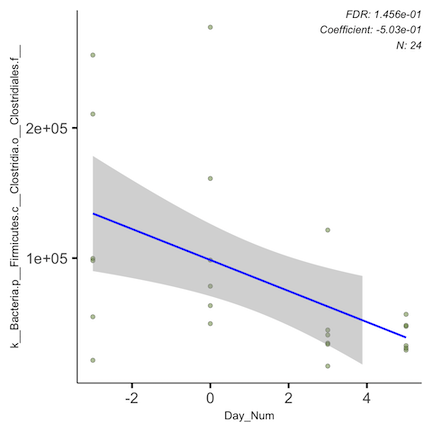 FDR: 1.456e-01
Coefficient: -5.03e-01
N: 24
k__Bacteria.p__Firmicutes.c__Clostridia.o__Clostridiales.f__
2e+05
1e+05
-2 0 2 4
Day_Num